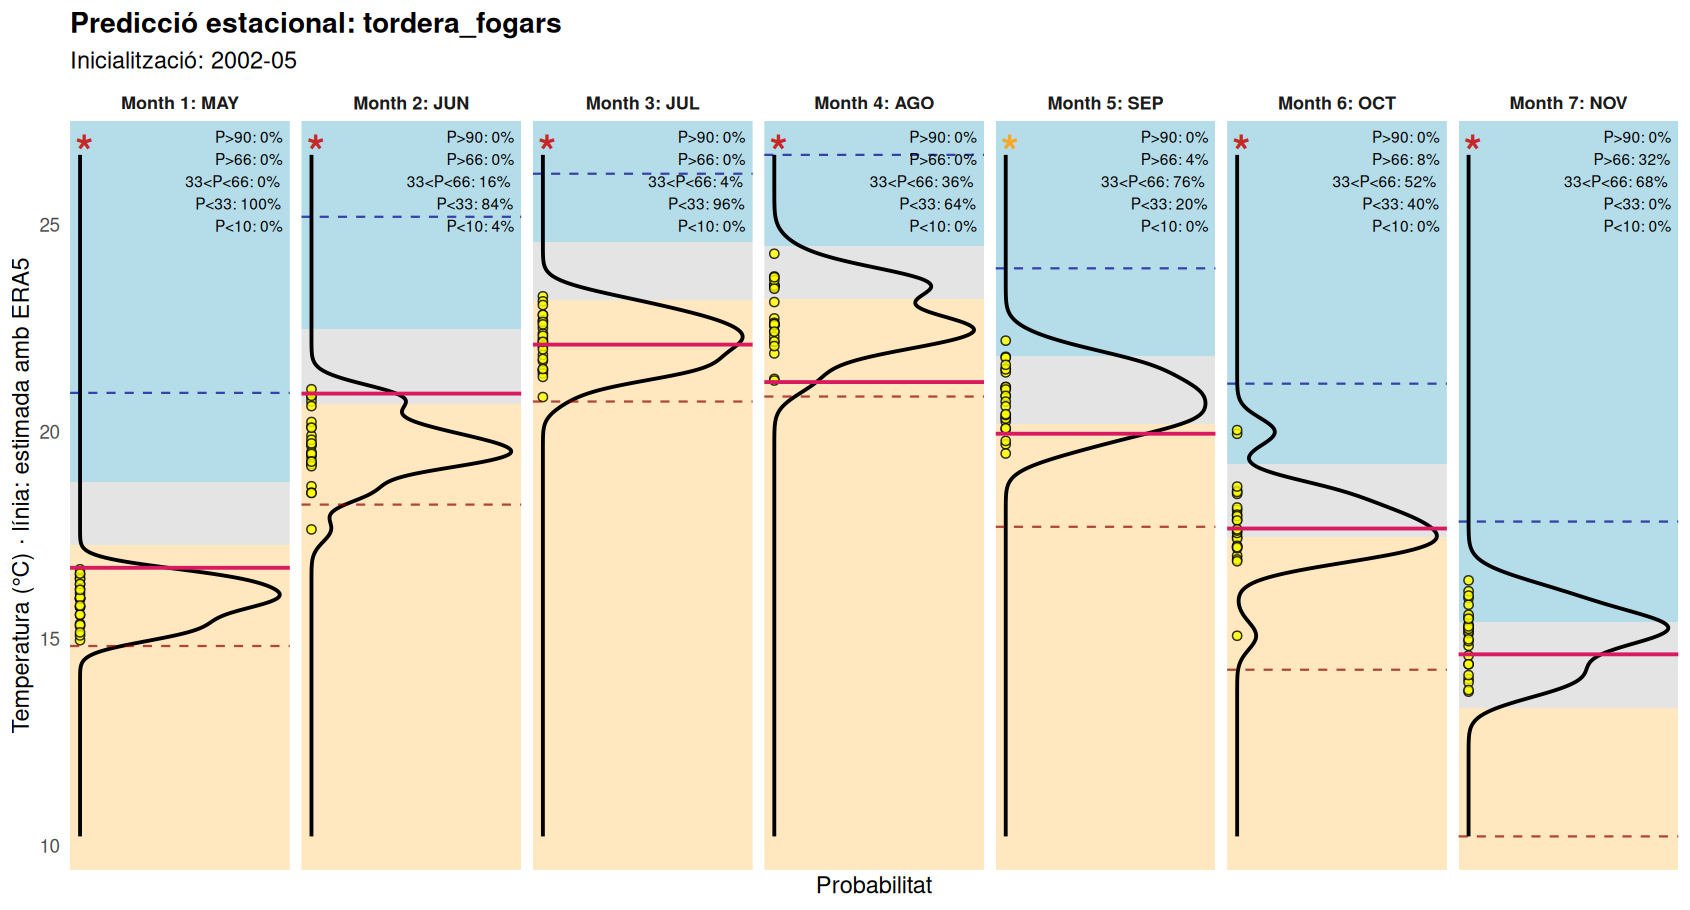 Predicció estacional: tordera_fogars
Inicialització: 2002-05
Month 1: MAY
Month 2: JUN
Month 3: JUL
Month 4: AGO
Month 5: SEP
Month 6: OCT
Month 7: NOV
*
P>90: 0%
P>66: 0%
33<P<66: 0%
P<33: 100%
P<10: 0%
*
P>90: 0%
P>66: 0%
33<P<66: 16%
P<33: 84%
P<10: 4%
*
P>90: 0%
P>66: 0%
33<P<66: 4%
P<33: 96%
P<10: 0%
*
P>90: 0%
P>66: 0%
33<P<66: 36%
P<33: 64%
P<10: 0%
*
P>90: 0%
P>66: 4%
33<P<66: 76%
P<33: 20%
P<10: 0%
*
P>90: 0%
P>66: 8%
33<P<66: 52%
P<33: 40%
P<10: 0%
*
P>90: 0%
P>66: 32%
33<P<66: 68%
P<33: 0%
P<10: 0%
25
20
15
10
Temperatura (°C) · línia: estimada amb ERA5
Probabilitat